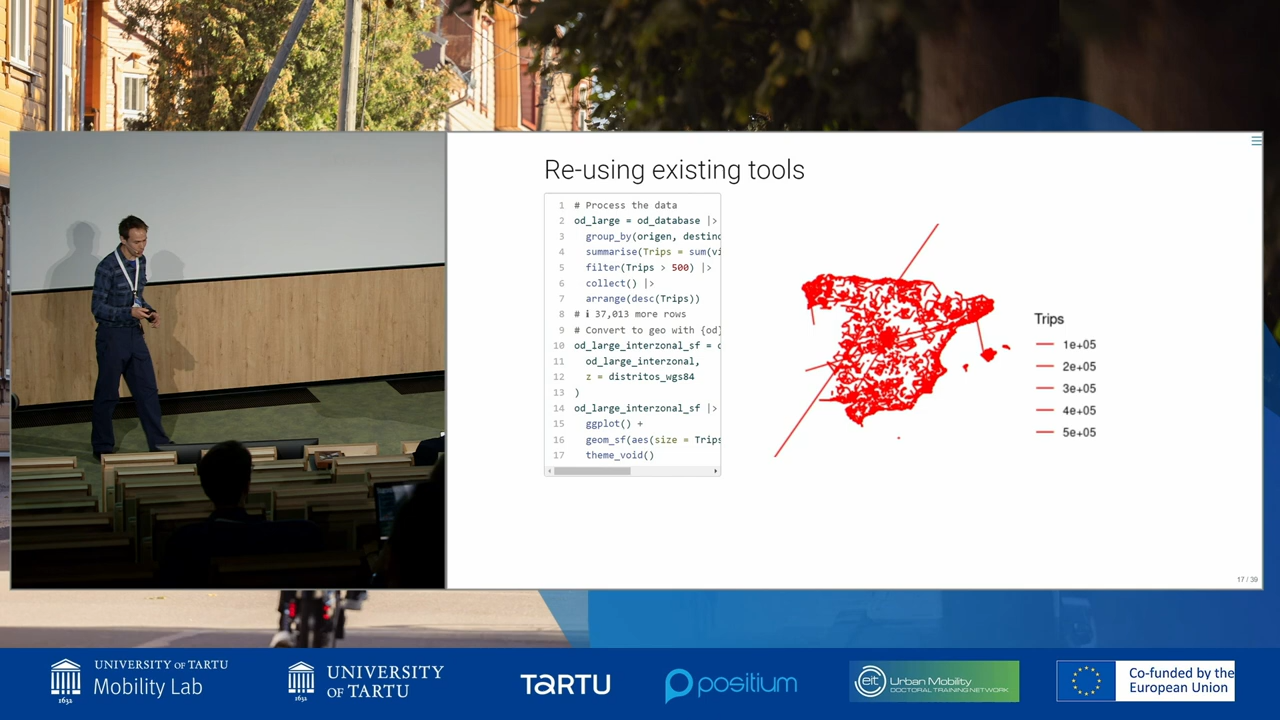 Re-using existing tools
1 # Process the data
2 od_large = od_database |>
3 group_by(origen, destino
4 summarise(Trips = sum(vi
5 filter(Trips > 500) |>
6 collect() |>
7 arrange(desc(Trips))
8 # ℹ 37,013 more rows
9 # Convert to geo with {od}
10 od_large_interzonal_sf = o
11 od_large_interzonal,
12 z = distritos_wgs84
13 )
14 od_large_interzonal_sf |>
15 ggplot() +
16 geom_sf(aes(size = Trips
17 theme_void()
Trips
1e+05
2e+05
3e+05
4e+05
5e+05
17 / 39
1632
UNIVERSITY OF TARTU
Mobility Lab
1632
UNIVERSITY
OF TARTU
TARTU
positium
eit Urban Mobility
DOCTORAL TRAINING NETWORK
Co-funded by the
European Union